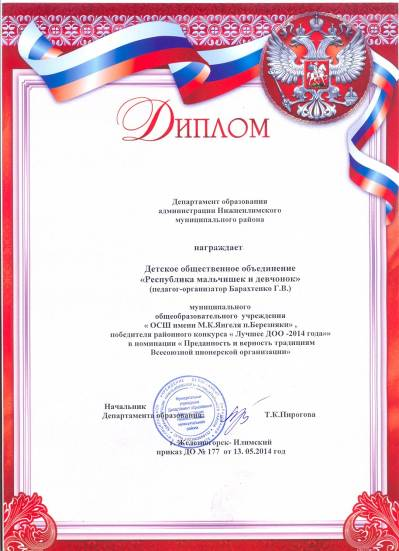 ДИПЛОМ
Департамент образовании
администрации Нижнеилимского
муниципального района
награждает
Детское общественное объединение
«Республика мальчишек и девчонок»
(педагог-организатор Барахтенко Г.В.)
муниципального
общеобразовательного учреждения
« ОСШ имени М.К.Янгеля п.Березняки» ,
победителя районного конкурса « Лучшее ДОО -2014 года»»
в номинации « Преданность и верность традициям
Всесоюзной пионерской организации»
Начальник
Департамента образования:
Т.К.Пирогова
г. Железногорск- Илимский
приказ ДО № 177 от 13. 05.2014 год